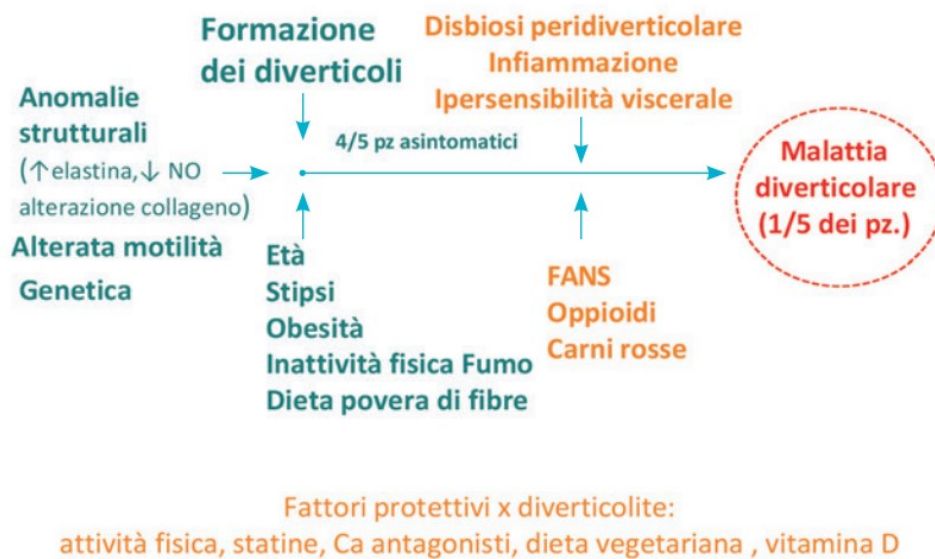 Formazione
dei diverticoli
Disbiosi peridiverticolare
Infiammazione
Ipersensibilità viscerale
Anomalie
strutturali
(↑elastina,↓ NO
alterazione collageno)
Alterata motilità
Genetica
4/5 pz asintomatici
Malattia
diverticolare
(1/5 dei pz.)
Età
Stipsi
Obesità
Inattività fisica Fumo
Dieta povera di fibre
FANS
Oppioidi
Carni rosse
Fattori protettivi x diverticolite:
attività fisica, statine, Ca antagonisti, dieta vegetariana , vitamina D